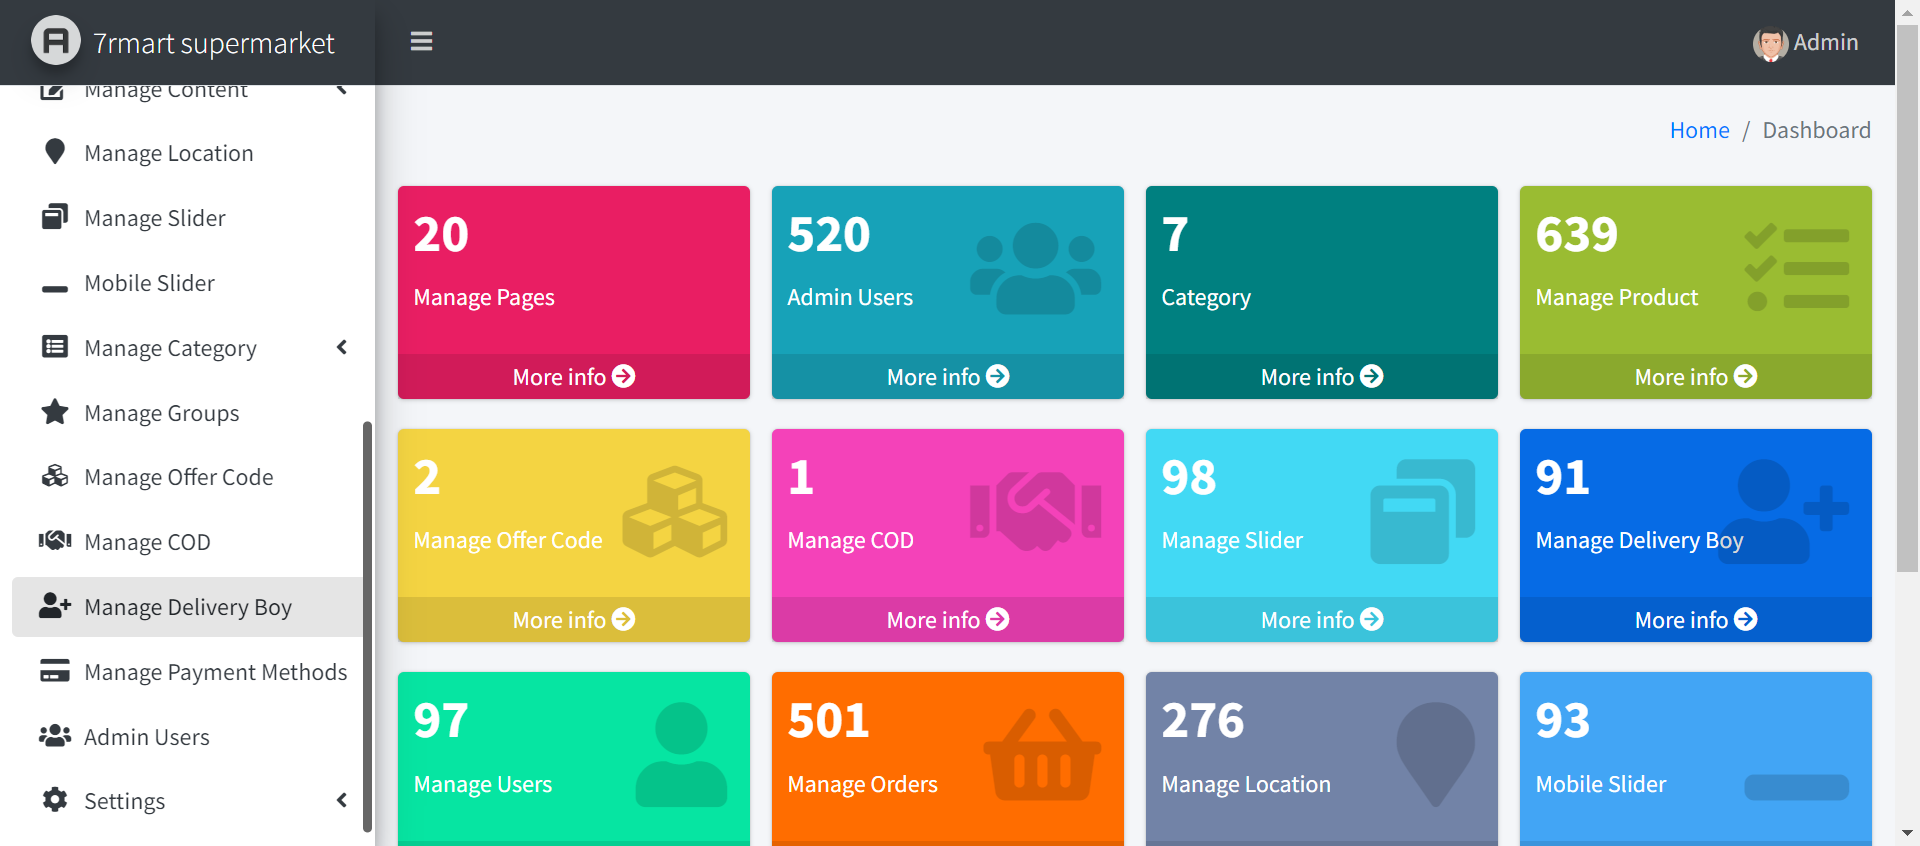 7rmart supermarket
Admin
Manage Content
Manage Location
Manage Slider
Mobile Slider
Manage Category
Manage Groups
Manage Offer Code
Manage COD
Manage Delivery Boy
Manage Payment Methods
Admin Users
Settings
Home / Dashboard
20
Manage Pages
More info
520
Admin Users
More info
7
Category
More info
639
Manage Product
More info
2
Manage Offer Code
More info
1
Manage COD
More info
98
Manage Slider
More info
91
Manage Delivery Boy
More info
97
Manage Users
501
Manage Orders
276
Manage Location
93
Mobile Slider